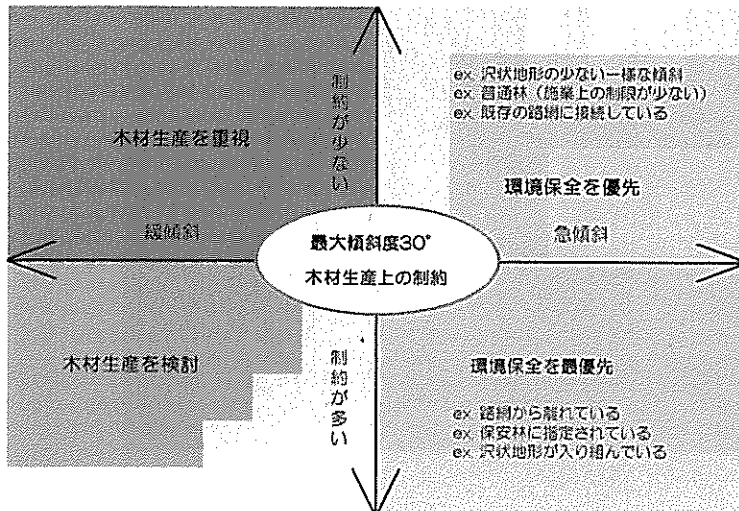 制約が少ない
ex 沢状地形の少ない一様な傾斜
ex 普通林（施業上の制限が少ない）
ex 既存の路網に接続している
木材生産を重視
環境保全を優先
緩傾斜
最大傾斜度30°
木材生産上の制約
急傾斜
木材生産を検討
制約が多い
環境保全を最優先
ex 路網から離れている
ex 保安林に指定されている
ex 沢状地形が入り組んでいる